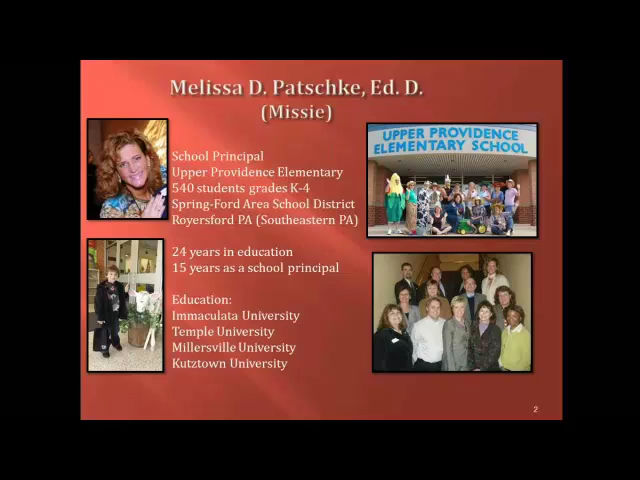 Melissa D. Patschke, Ed. D.
(Missie)
School Principal
Upper Providence Elementary
540 students grades K-4
Spring-Ford Area School District
Royersford PA (Southeastern PA)
24 years in education
15 years as a school principal
Education:
Immaculata University
Temple University
Millersville University
Kutztown University
UPPER PROVIDENCE
ELEMENTARY SCHOOL
2